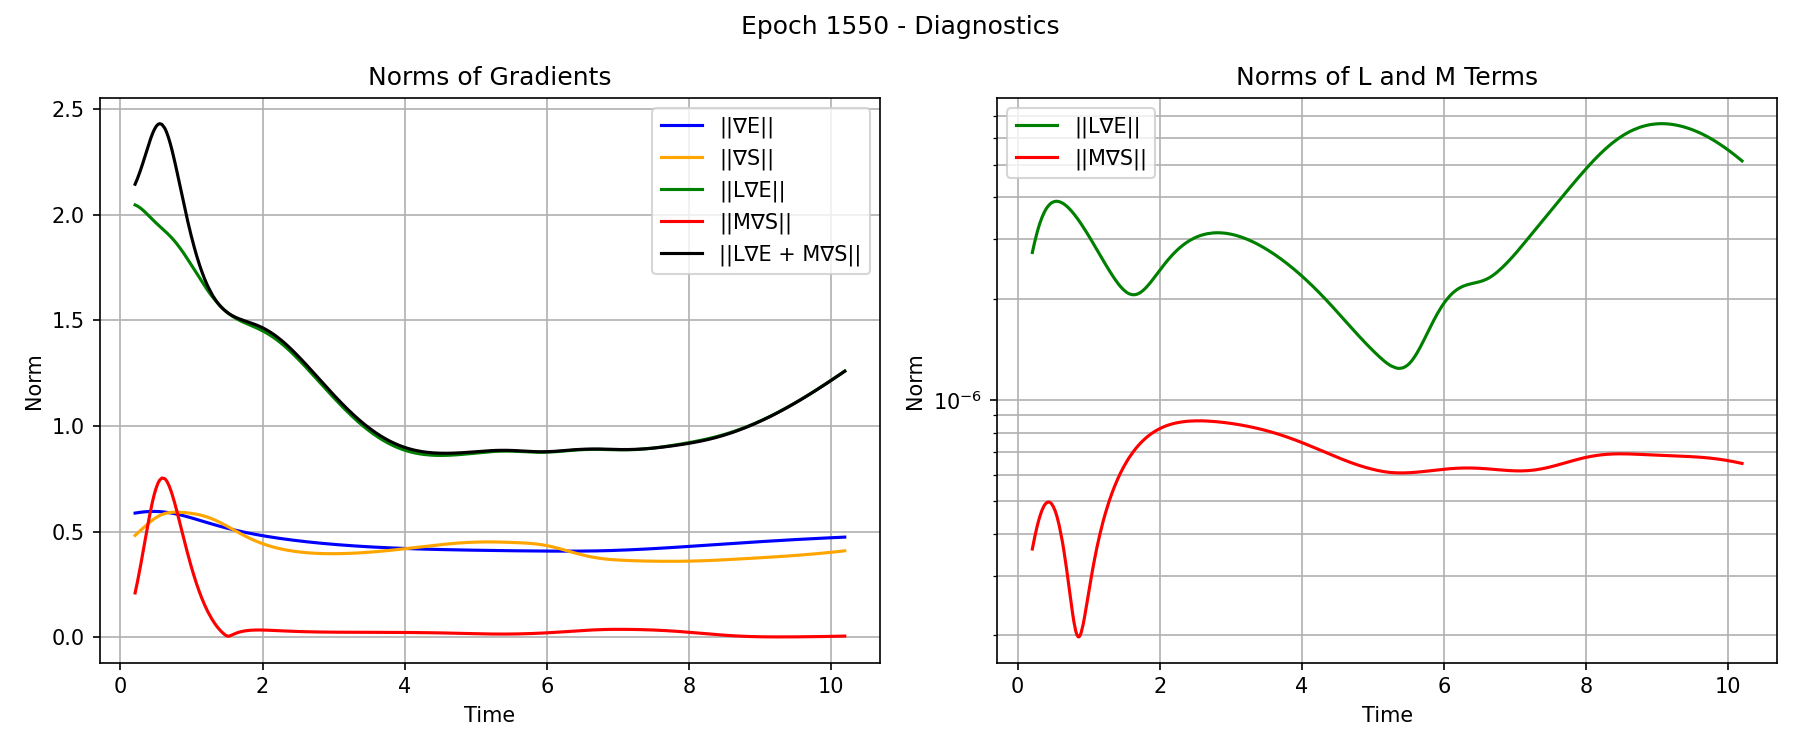 Epoch 1550 - Diagnostics
Norms of Gradients
Norm
2.5
2.0
1.5
1.0
0.5
0.0
||∇E||
||∇S||
||L∇E||
||M∇S||
||L∇E + M∇S||
0 2 4 6 8 10
Time
Norms of L and M Terms
Norm
10⁻⁶
||L∇E||
||M∇S||
0 2 4 6 8 10
Time